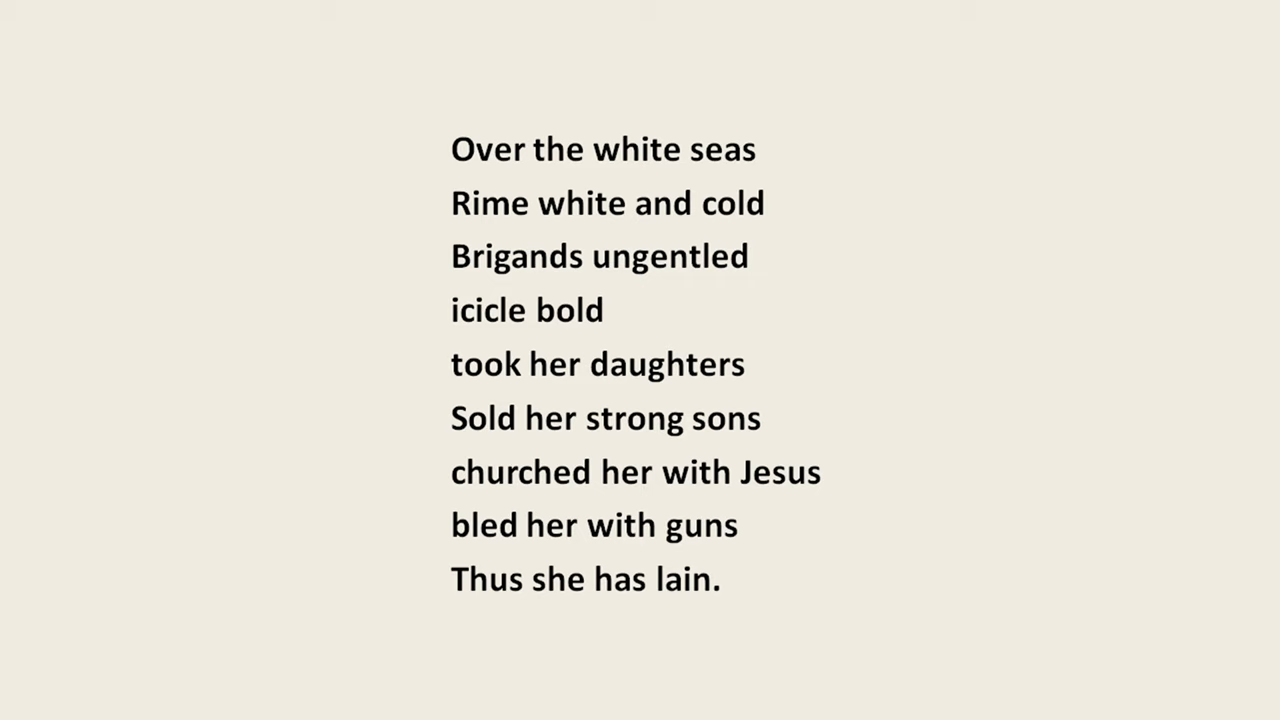 Over the white seas
Rime white and cold
Brigands ungentled
icicle bold
took her daughters
Sold her strong sons
churched her with Jesus
bled her with guns
Thus she has lain.